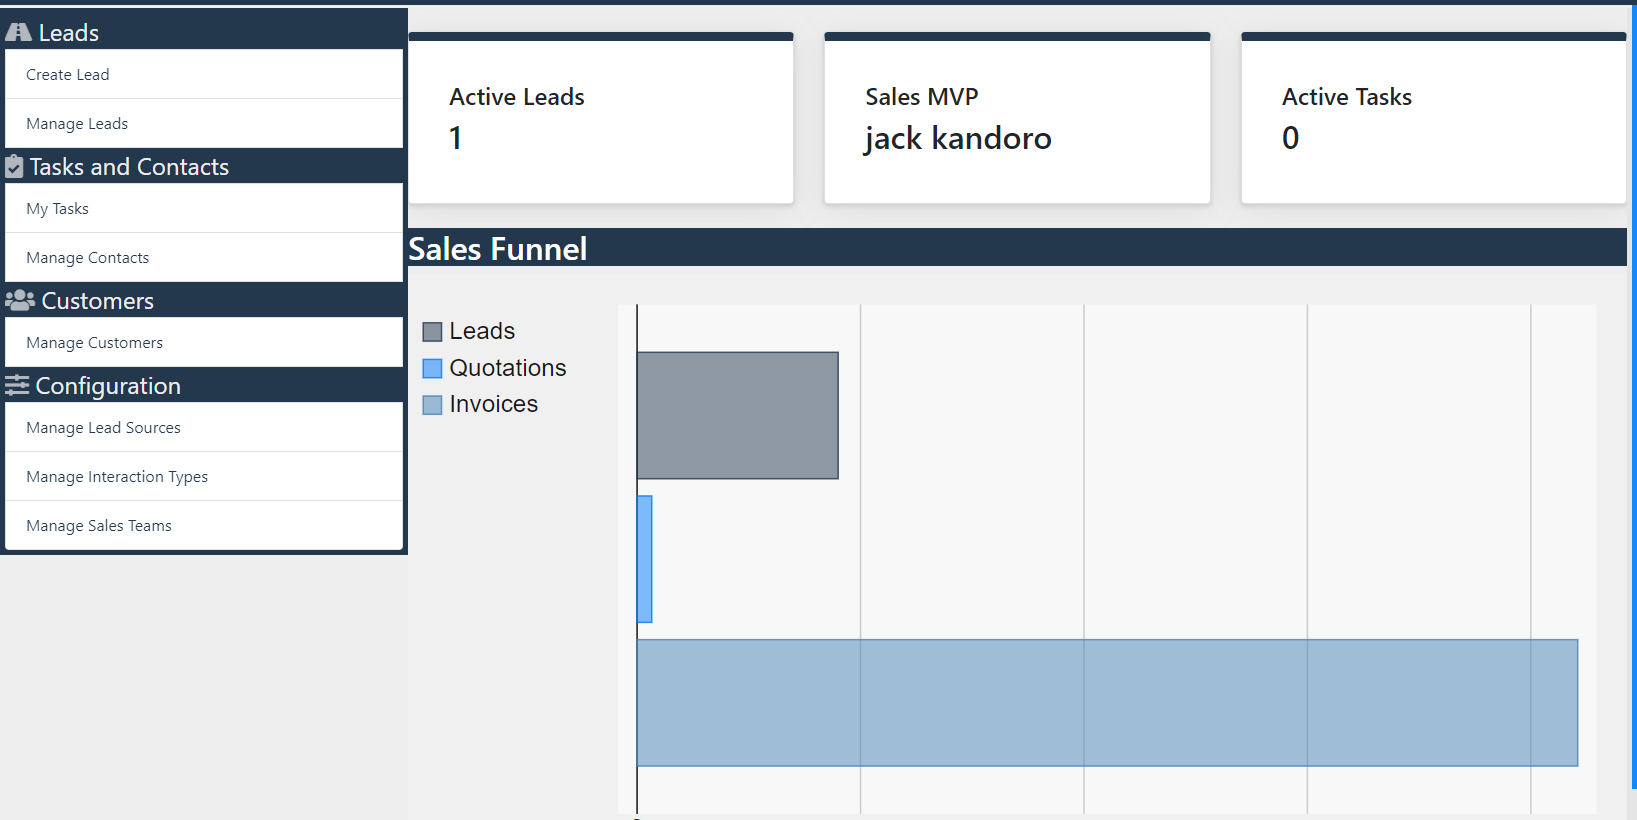 Leads
Create Lead
Manage Leads
Tasks and Contacts
My Tasks
Manage Contacts
Customers
Manage Customers
Configuration
Manage Lead Sources
Manage Interaction Types
Manage Sales Teams
Active Leads
1
Sales MVP
jack kandoro
Active Tasks
0
Sales Funnel
Leads
Quotations
Invoices